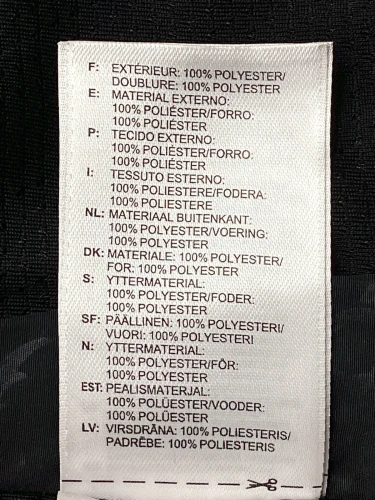 F: EXTÉRIEUR: 100% POLYESTER/
DOUBLURE: 100% POLYESTER
E: MATERIAL EXTERNO:
100% POLIÉSTER/FORRO:
100% POLIÉSTER
P: TECIDO EXTERNO:
100% POLIÉSTER/FORRO:
100% POLIÉSTER
I: TESSUTO ESTERNO:
100% POLIESTERE/FODERA:
100% POLIESTERE
NL: MATERIAAL BUITENKANT:
100% POLYESTER/VOERING:
100% POLYESTER
DK: MATERIALE: 100% POLYESTER/
FOR: 100% POLYESTER
S: YTTERMATERIAL:
100% POLYESTER/FODER:
100% POLYESTER
SF: PÄÄLLINEN: 100% POLYESTERI/
VUORI: 100% POLYESTERI
N: YTTERMATERIAL:
100% POLYESTER/FÔR:
100% POLYESTER
EST: PEALISMATERJAL:
100% POLÜESTER/VOODER:
100% POLÜESTER
LV: VIRSDRĀNA: 100% POLIESTERIS/
PADRĒBE: 100% POLIESTERIS